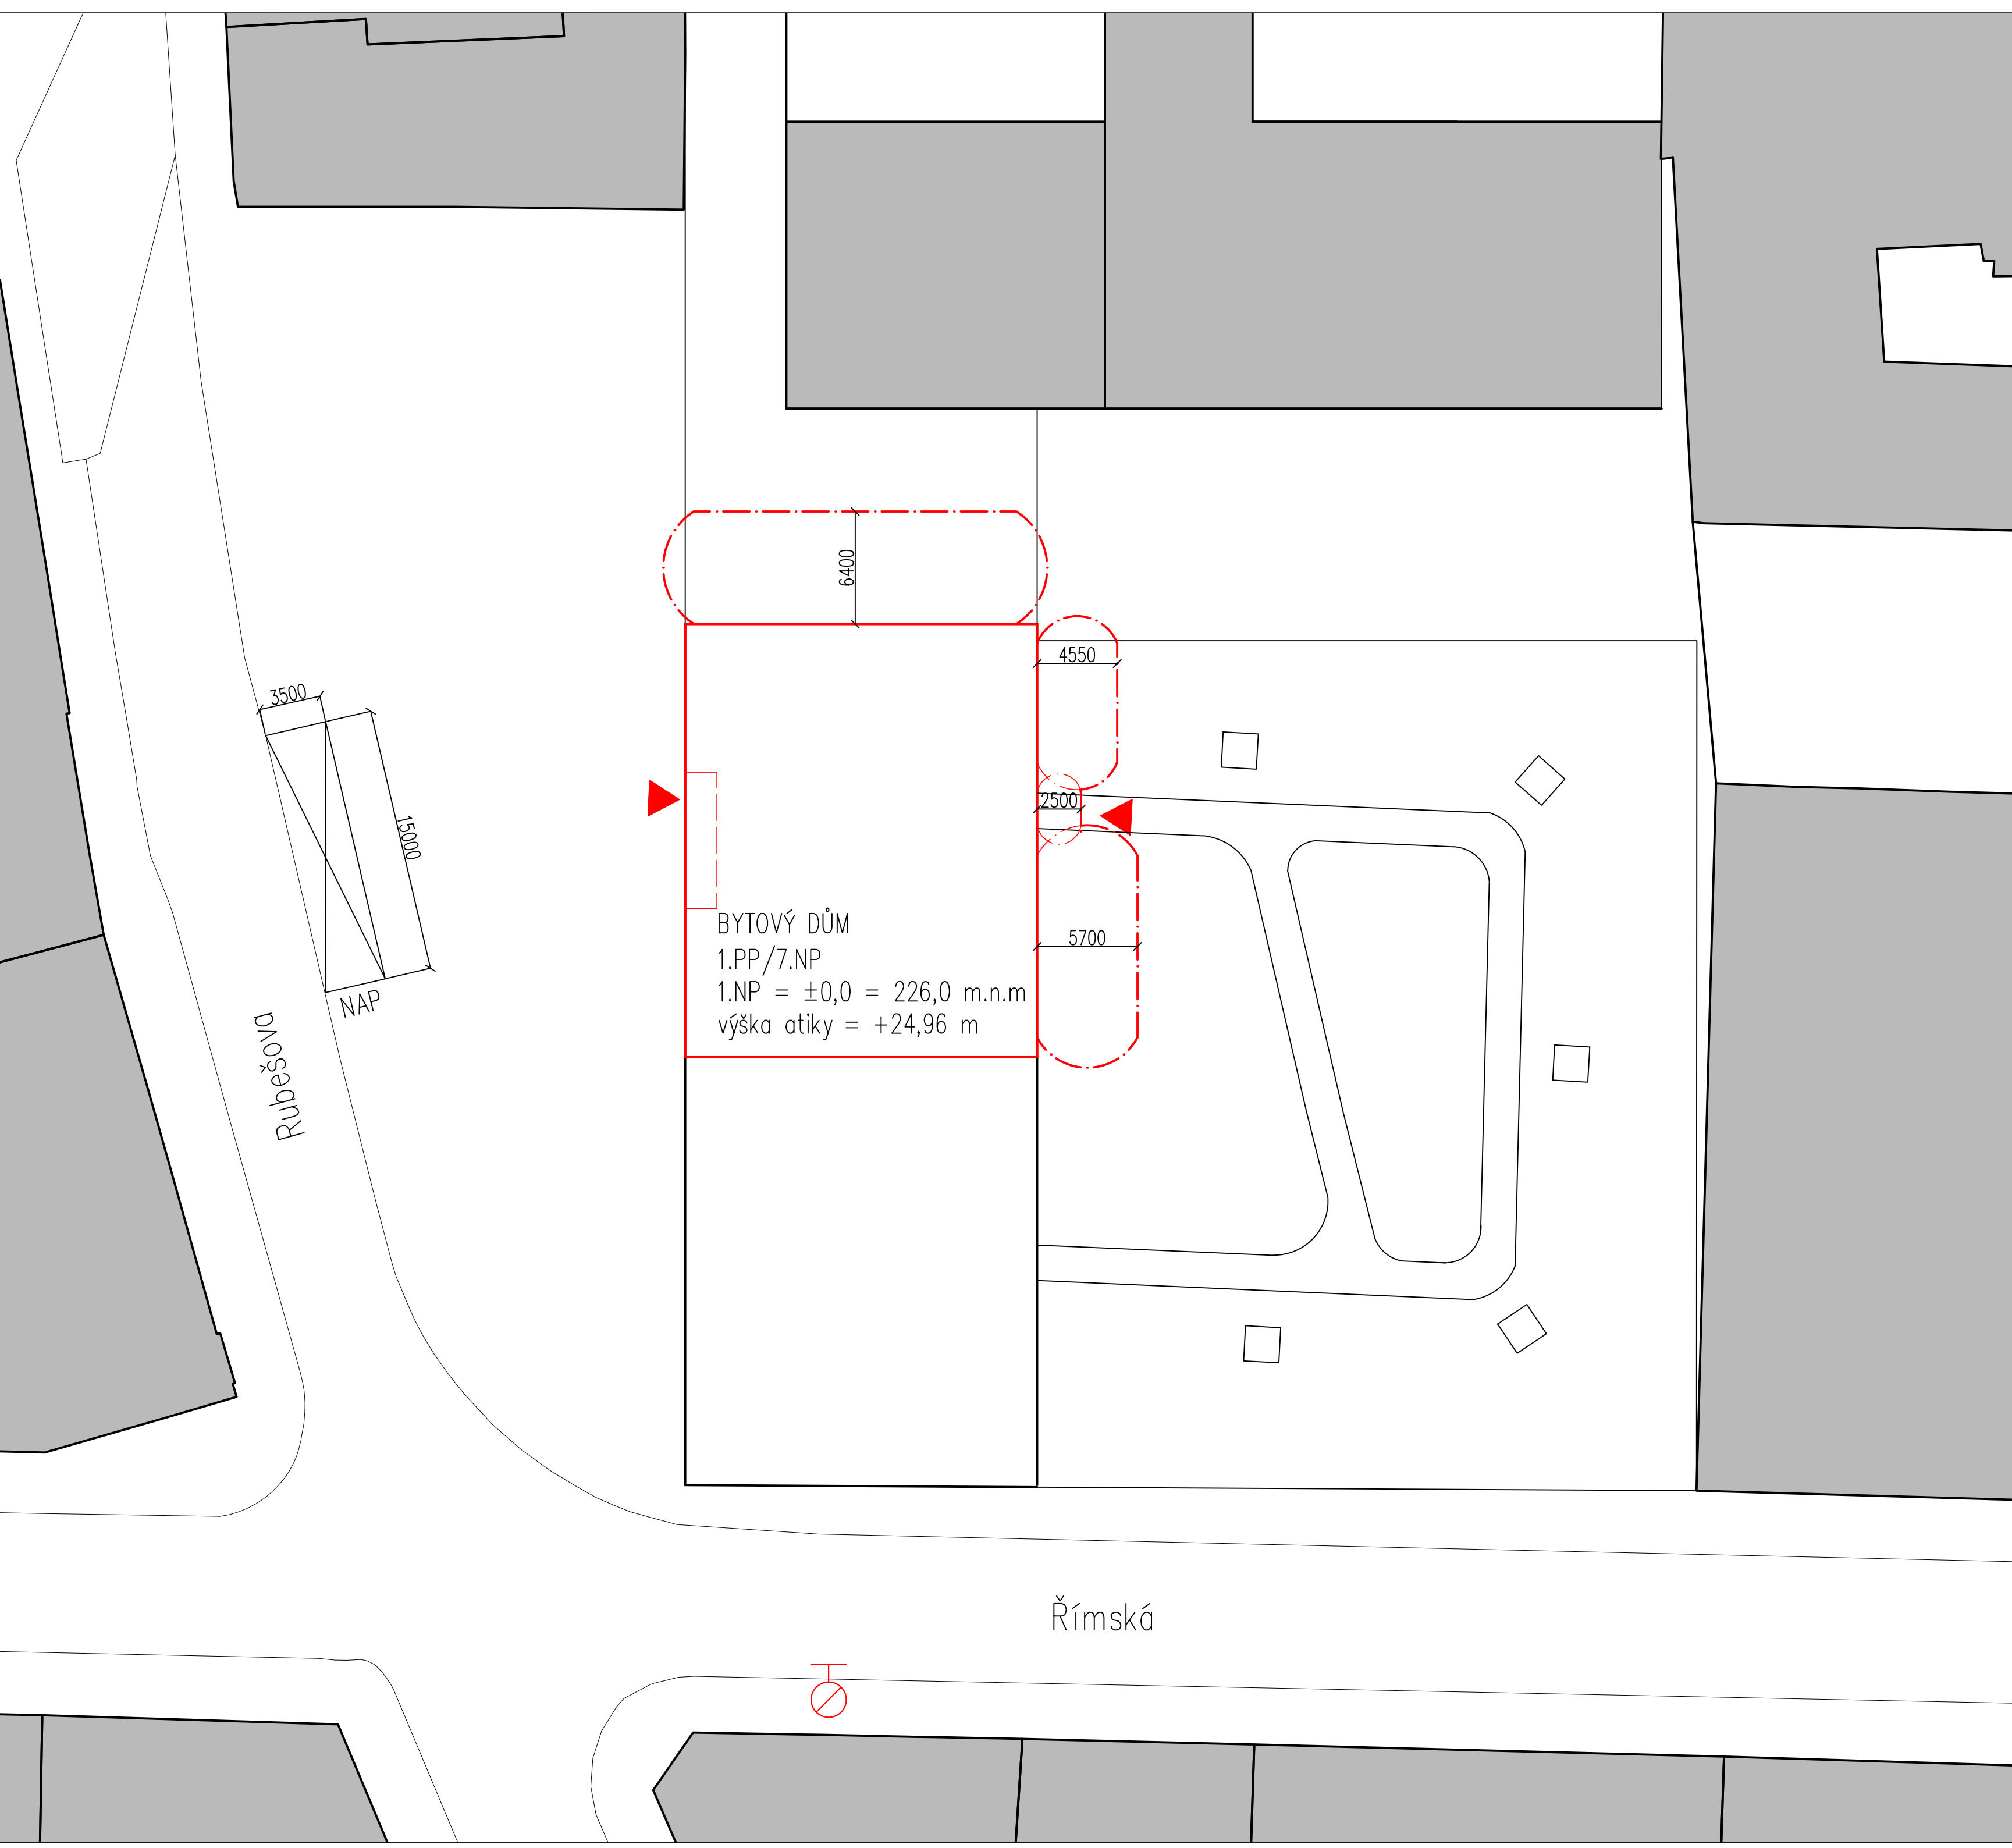 6400
4550
3500
2500
15000
BYTOVÝ DŮM
1.PP/7.NP
1.NP = ±0,0 = 226,0 m.n.m
výška atiky = +24,96 m
5700
NAP
Rubešova
Římská